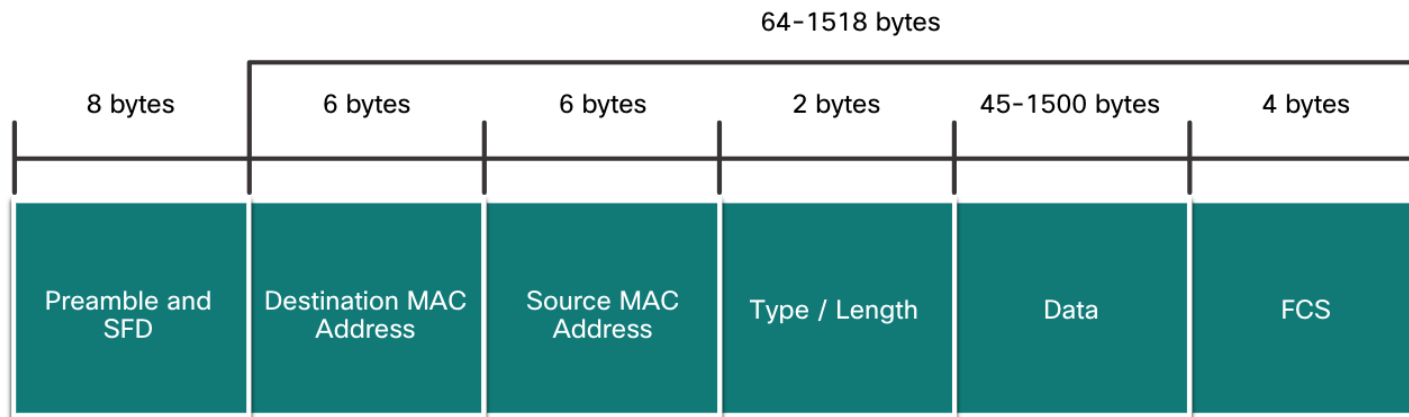 64-1518 bytes
8 bytes
6 bytes
6 bytes
2 bytes
45-1500 bytes
4 bytes
Preamble and
SFD
Destination MAC
Address
Source MAC
Address
Type / Length
Data
FCS